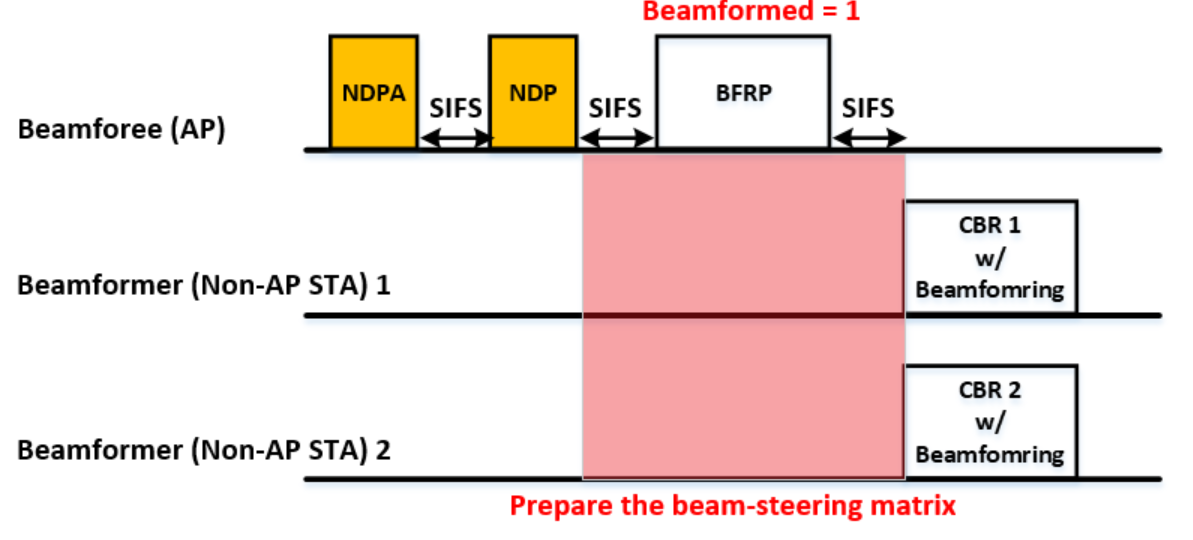 Beamformed = 1
NDPA
SIFS
NDP
SIFS
BFRP
SIFS
Beamforee (AP)
CBR 1
w/
Beamfomring
Beamformer (Non-AP STA) 1
CBR 2
w/
Beamfomring
Beamformer (Non-AP STA) 2
Prepare the beam-steering matrix